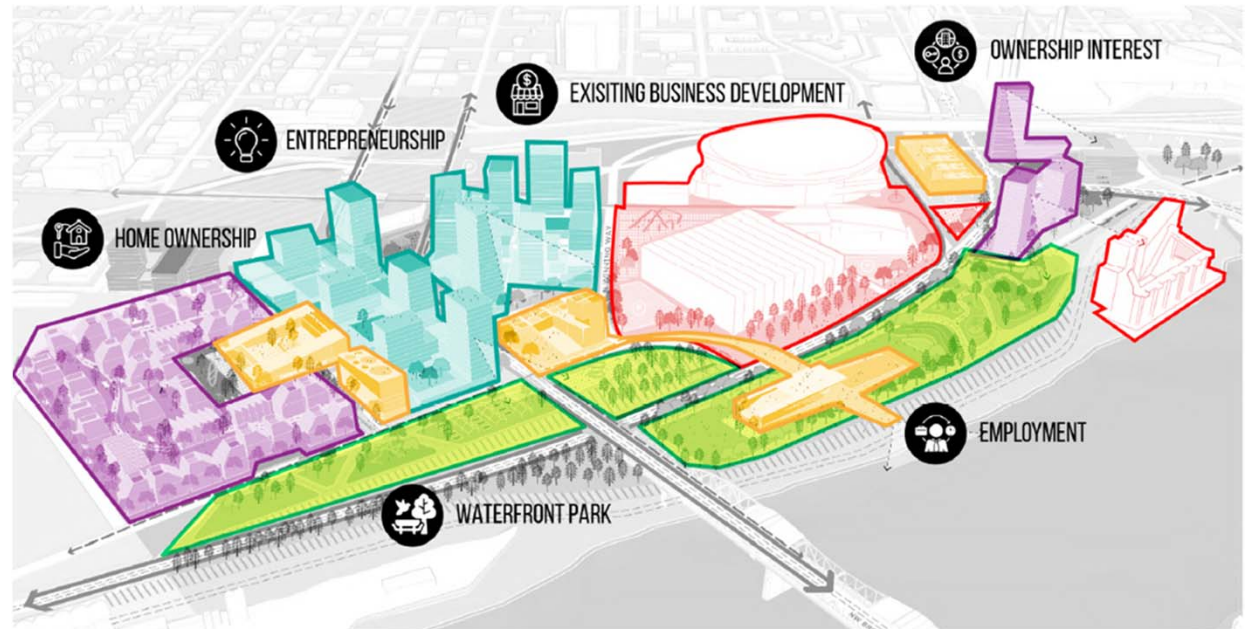 OWNERSHIP INTEREST
EXISITING BUSINESS DEVELOPMENT
ENTREPRENEURSHIP
HOME OWNERSHIP
EMPLOYMENT
WATERFRONT PARK